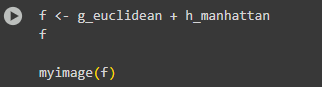 f <- g_euclidean + h_manhattan
f
myimage(f)